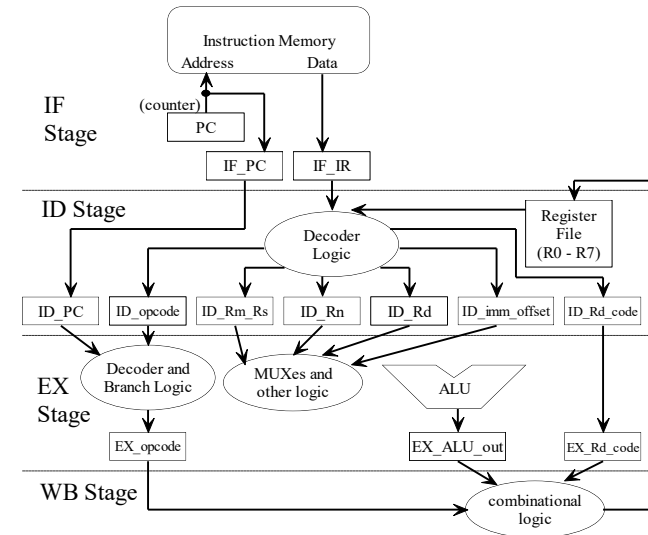 Instruction Memory
Address
Data
IF
Stage
(counter)
PC
IF_PC
IF_IR
ID Stage
Decoder
Logic
Register
File
(R0 - R7)
ID_PC
ID_opcode
ID_Rm_Rs
ID_Rn
ID_Rd
ID_imm_offset
ID_Rd_code
EX
Stage
Decoder and
Branch Logic
MUXes and
other logic
ALU
EX_opcode
EX_ALU_out
EX_Rd_code
WB Stage
combinational
logic